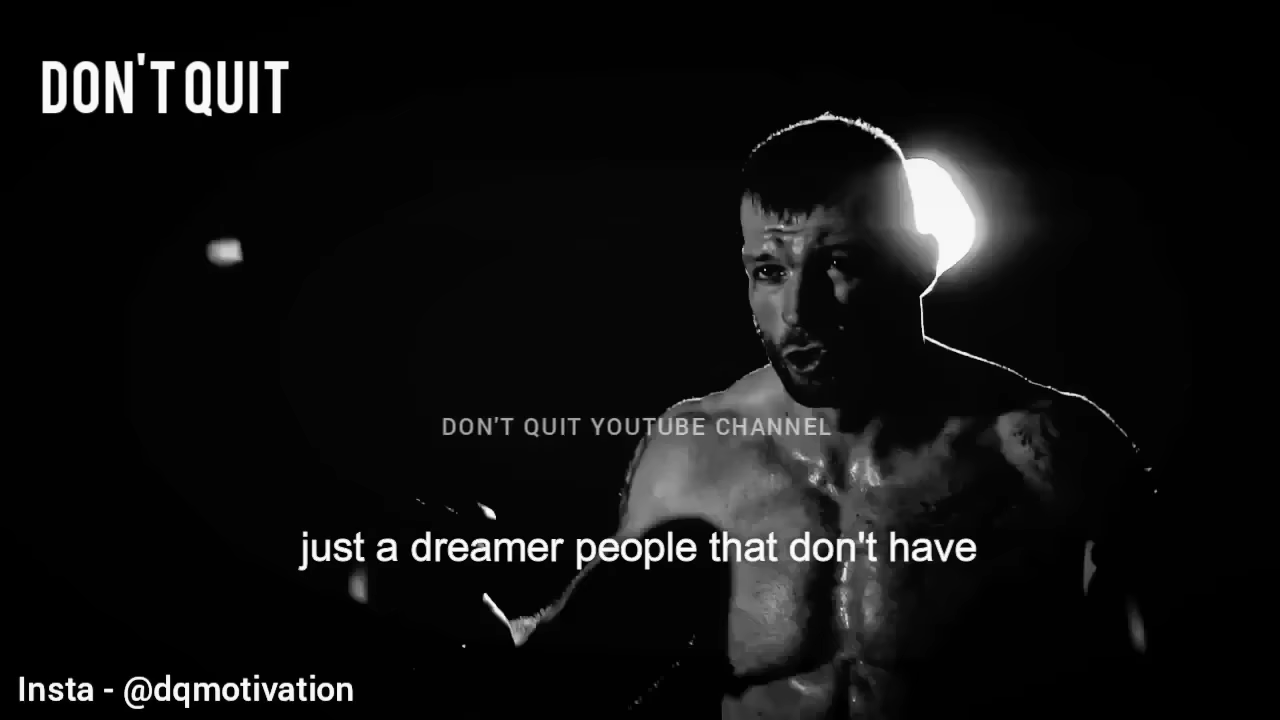 DON'T QUIT
DON'T QUIT YOUTUBE CHANNEL
just a dreamer people that don't have
Insta - @dqmotivation